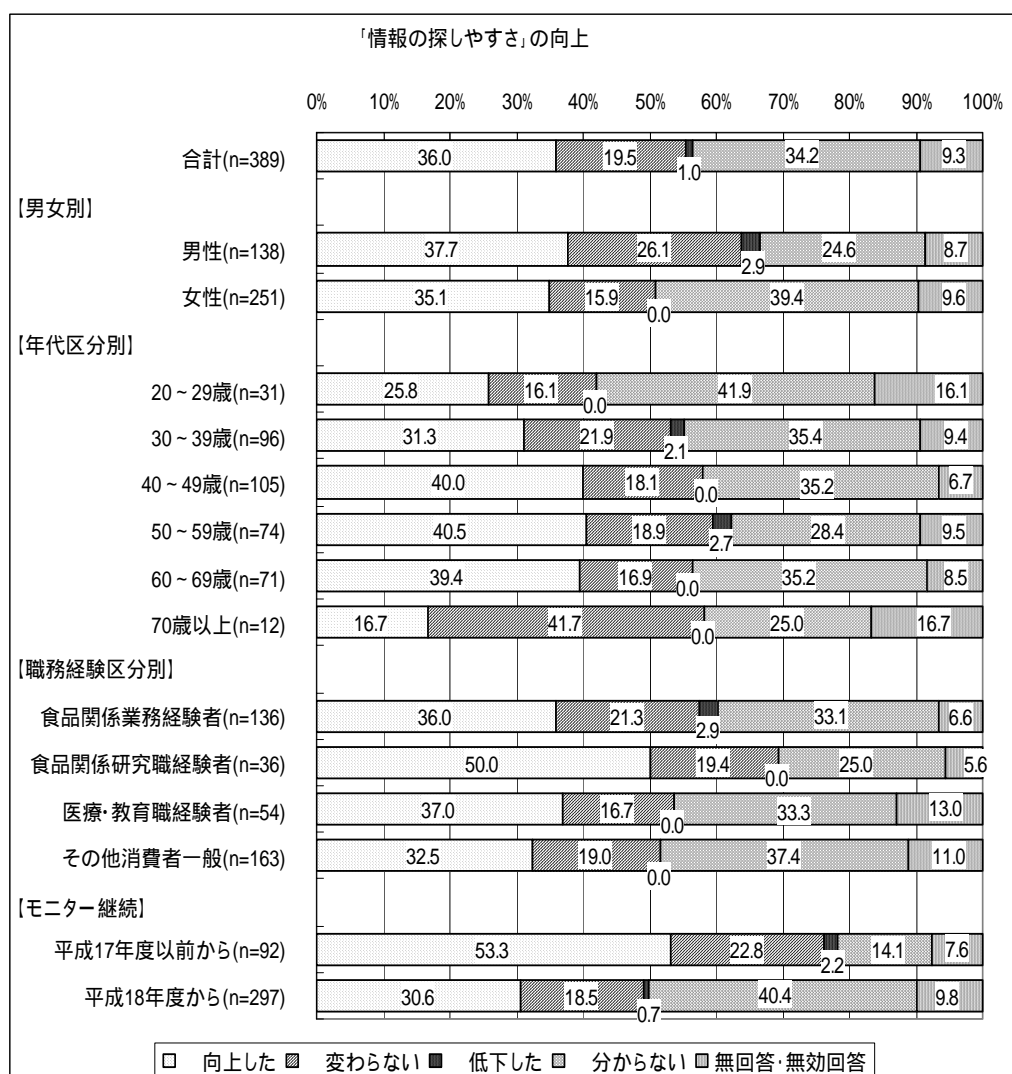 「情報の探しやすさ」の向上
0% 10% 20% 30% 40% 50% 60% 70% 80% 90% 100%
合計(n=389) 36.0 19.5 1.0 34.2 9.3
【男女別】
男性(n=138) 37.7 26.1 2.9 24.6 8.7
女性(n=251) 35.1 15.9 0.0 39.4 9.6
【年代区分別】
20~29歳(n=31) 25.8 16.1 0.0 41.9 16.1
30~39歳(n=96) 31.3 21.9 2.1 35.4 9.4
40~49歳(n=105) 40.0 18.1 0.0 35.2 6.7
50~59歳(n=74) 40.5 18.9 2.7 28.4 9.5
60~69歳(n=71) 39.4 16.9 0.0 35.2 8.5
70歳以上(n=12) 16.7 41.7 0.0 25.0 16.7
【職務経験区分別】
食品関係業務経験者(n=136) 36.0 21.3 2.9 33.1 6.6
食品関係研究職経験者(n=36) 50.0 19.4 0.0 25.0 5.6
医療・教育職経験者(n=54) 37.0 16.7 0.0 33.3 13.0
その他消費者一般(n=163) 32.5 19.0 0.0 37.4 11.0
【モニター継続】
平成17年度以前から(n=92) 53.3 22.8 2.2 14.1 7.6
平成18年度から(n=297) 30.6 18.5 0.7 40.4 9.8
向上した 変わらない 低下した 分からない 無回答・無効回答